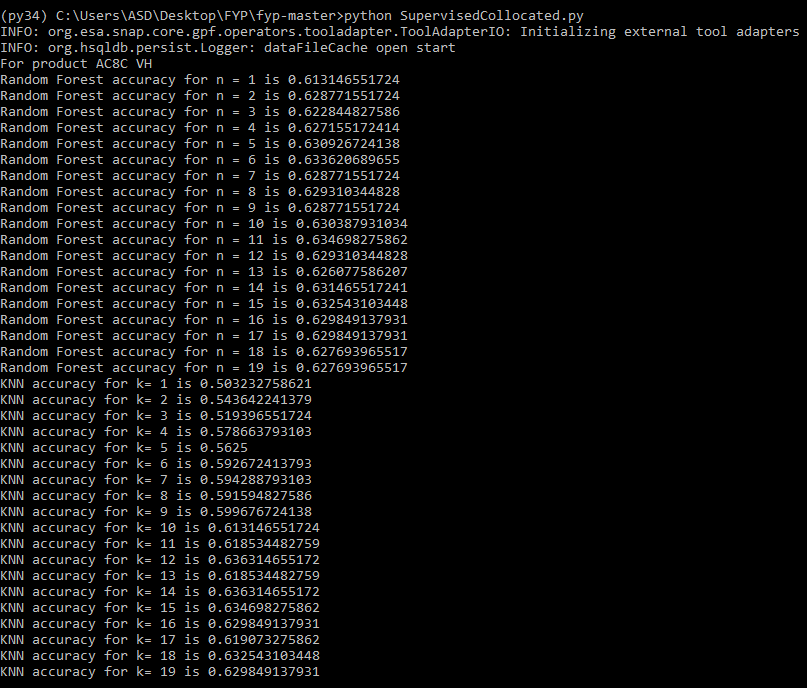 (py34) C:\Users\ASD\Desktop\FYP\fyp-master>python SupervisedCollocated.py
INFO: org.esa.snap.core.gpf.operators.tooladapter.ToolAdapterIO: Initializing external tool adapters
INFO: org.hsqldb.persist.Logger: dataFileCache open start
For product AC8C VH
Random Forest accuracy for n = 1 is 0.613146551724
Random Forest accuracy for n = 2 is 0.628771551724
Random Forest accuracy for n = 3 is 0.622844827586
Random Forest accuracy for n = 4 is 0.627155172414
Random Forest accuracy for n = 5 is 0.630926724138
Random Forest accuracy for n = 6 is 0.633620689655
Random Forest accuracy for n = 7 is 0.628771551724
Random Forest accuracy for n = 8 is 0.629310344828
Random Forest accuracy for n = 9 is 0.628771551724
Random Forest accuracy for n = 10 is 0.630387931034
Random Forest accuracy for n = 11 is 0.634698275862
Random Forest accuracy for n = 12 is 0.629310344828
Random Forest accuracy for n = 13 is 0.626077586207
Random Forest accuracy for n = 14 is 0.631465517241
Random Forest accuracy for n = 15 is 0.632543103448
Random Forest accuracy for n = 16 is 0.629849137931
Random Forest accuracy for n = 17 is 0.629849137931
Random Forest accuracy for n = 18 is 0.627693965517
Random Forest accuracy for n = 19 is 0.627693965517
KNN accuracy for k= 1 is 0.503232758621
KNN accuracy for k= 2 is 0.543642241379
KNN accuracy for k= 3 is 0.519396551724
KNN accuracy for k= 4 is 0.578663793103
KNN accuracy for k= 5 is 0.5625
KNN accuracy for k= 6 is 0.592672413793
KNN accuracy for k= 7 is 0.594288793103
KNN accuracy for k= 8 is 0.591594827586
KNN accuracy for k= 9 is 0.599676724138
KNN accuracy for k= 10 is 0.613146551724
KNN accuracy for k= 11 is 0.618534482759
KNN accuracy for k= 12 is 0.636314655172
KNN accuracy for k= 13 is 0.618534482759
KNN accuracy for k= 14 is 0.636314655172
KNN accuracy for k= 15 is 0.634698275862
KNN accuracy for k= 16 is 0.629849137931
KNN accuracy for k= 17 is 0.619073275862
KNN accuracy for k= 18 is 0.632543103448
KNN accuracy for k= 19 is 0.629849137931